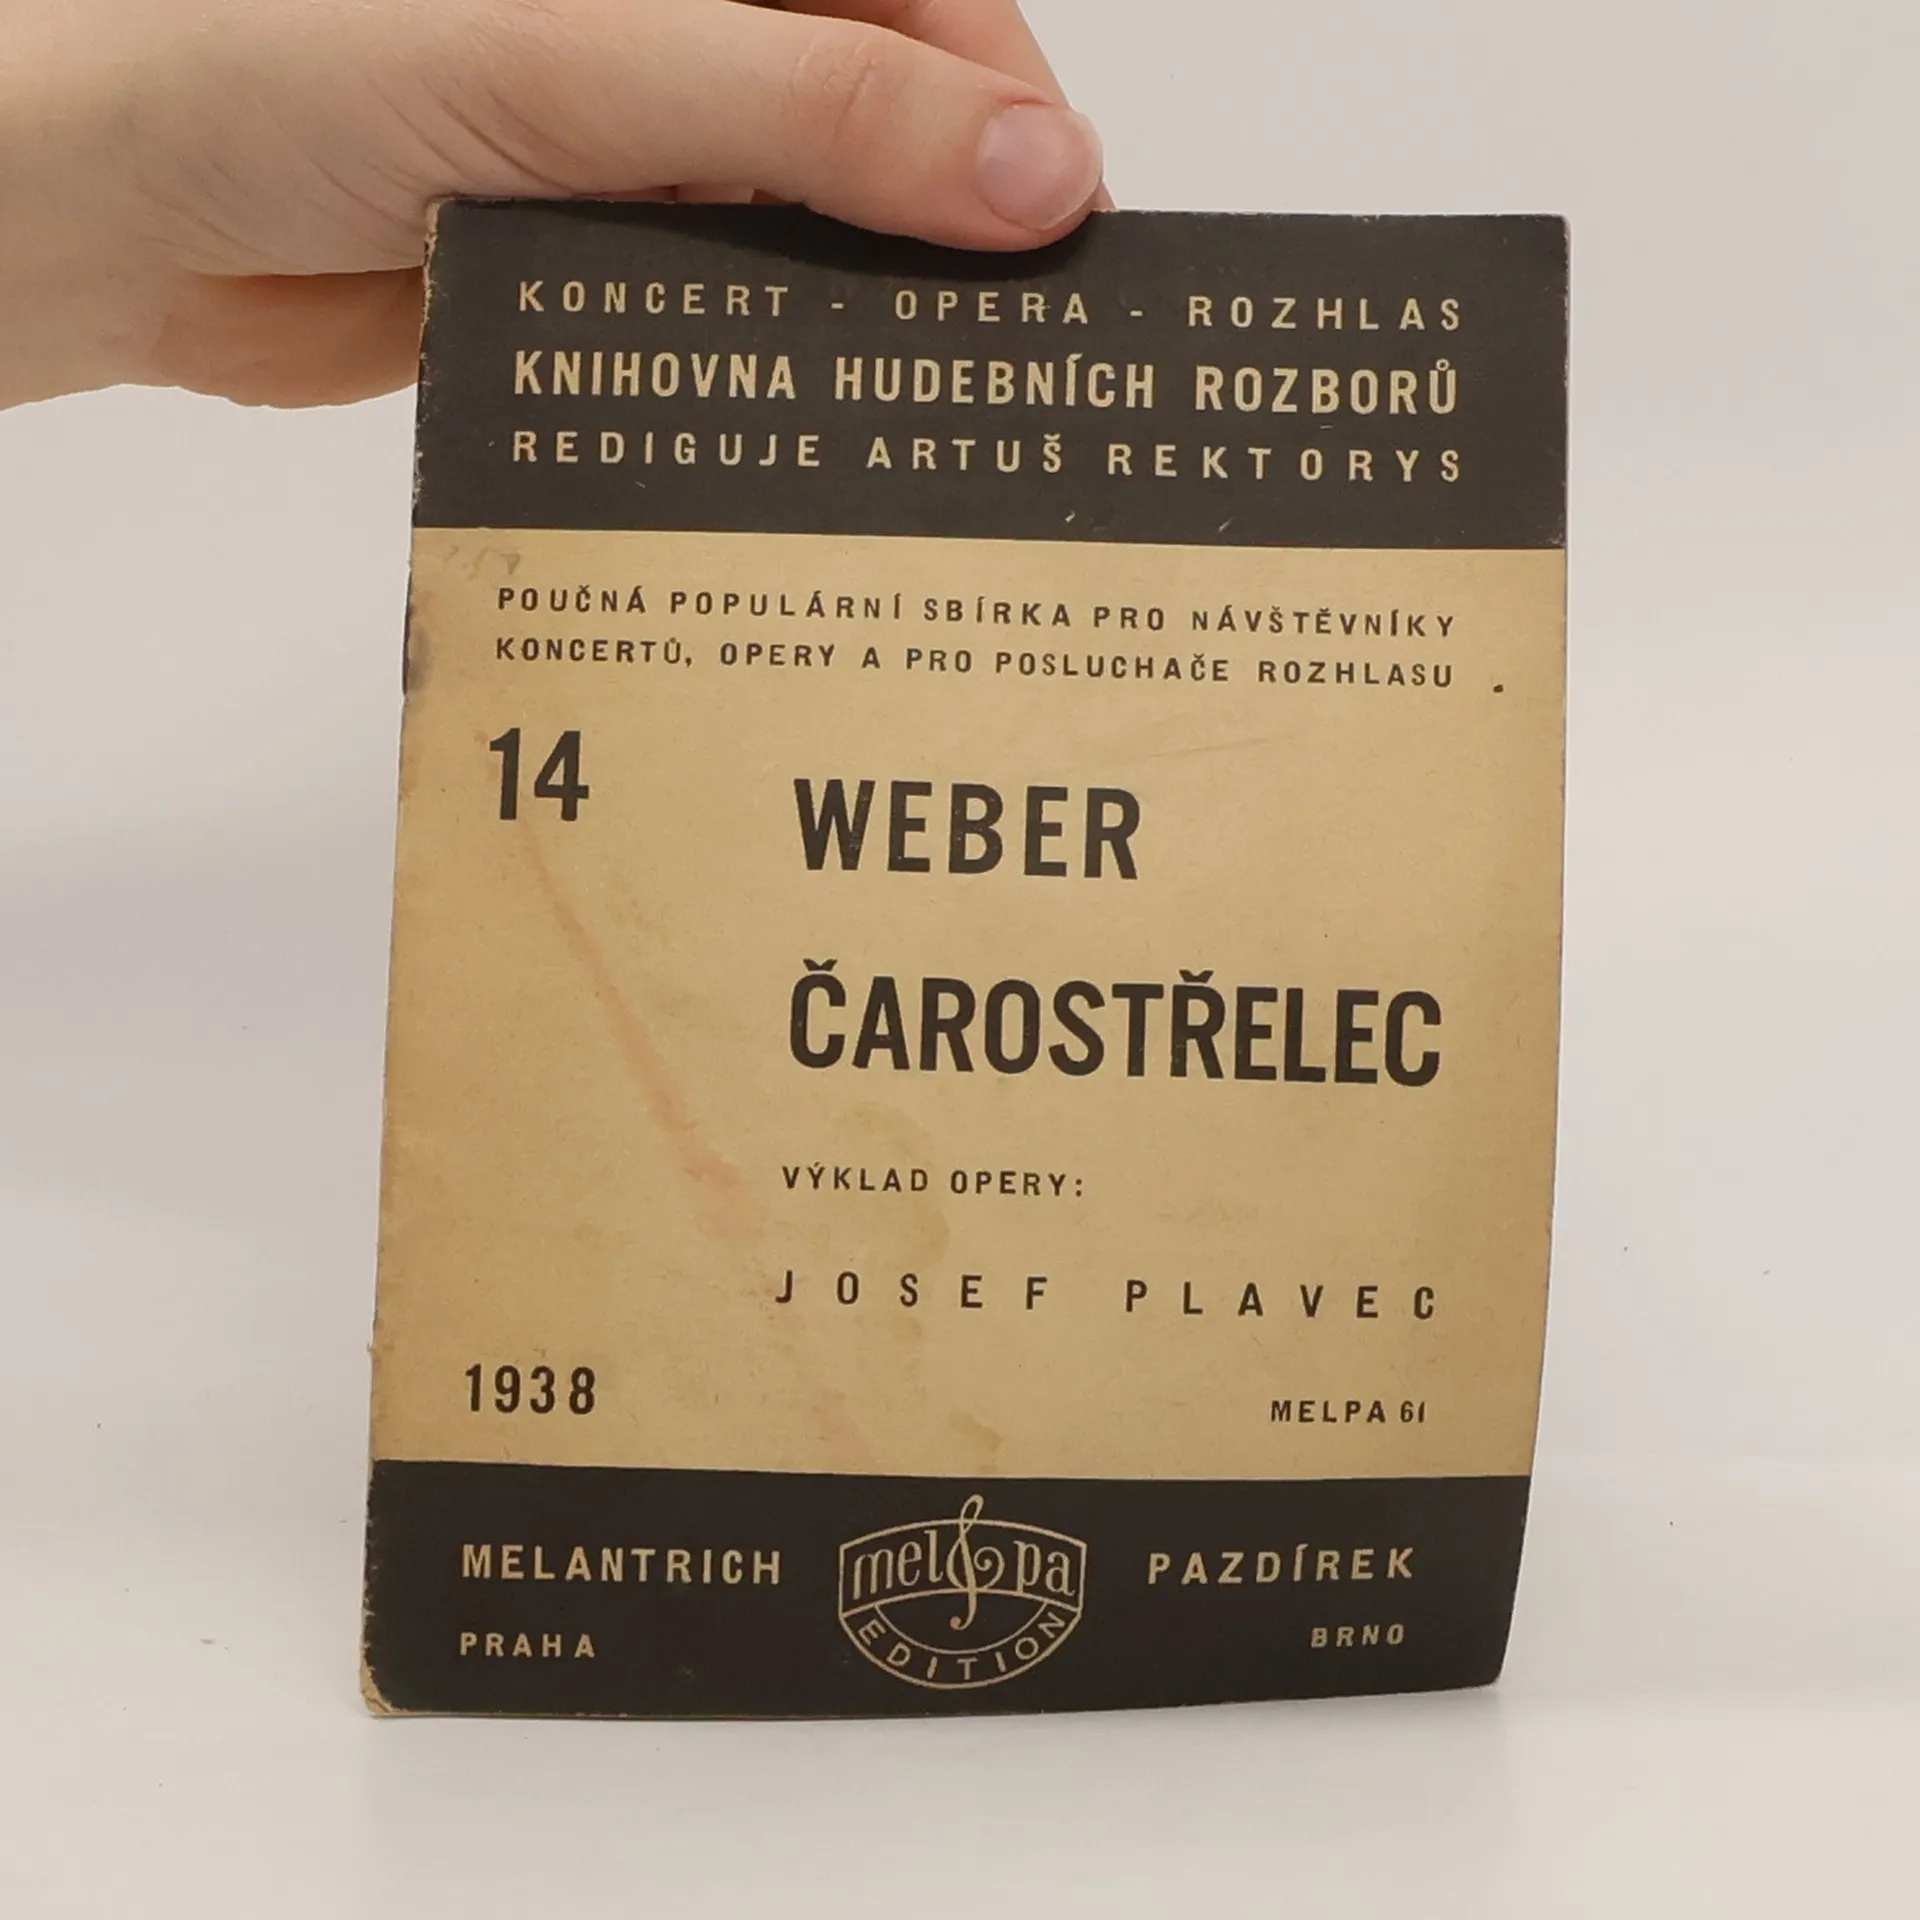 KONCERT - OPERA - ROZHLAS
KNIHOVNA HUDEBNÍCH ROZBORŮ
REDIGUJE ARTUŠ REKTORYS
POUČNÁ POPULÁRNÍ SBÍRKA PRO NÁVŠTĚVNÍKY
KONCERTŮ, OPERY A PRO POSLUCHAČE ROZHLASU
14
WEBER
ČAROSTŘELEC
VÝKLAD OPERY:
JOSEF PLAVEC
1938
MELPA 61
MELANTRICH
PRAHA
melpa
EDITION
PAZDÍREK
BRNO